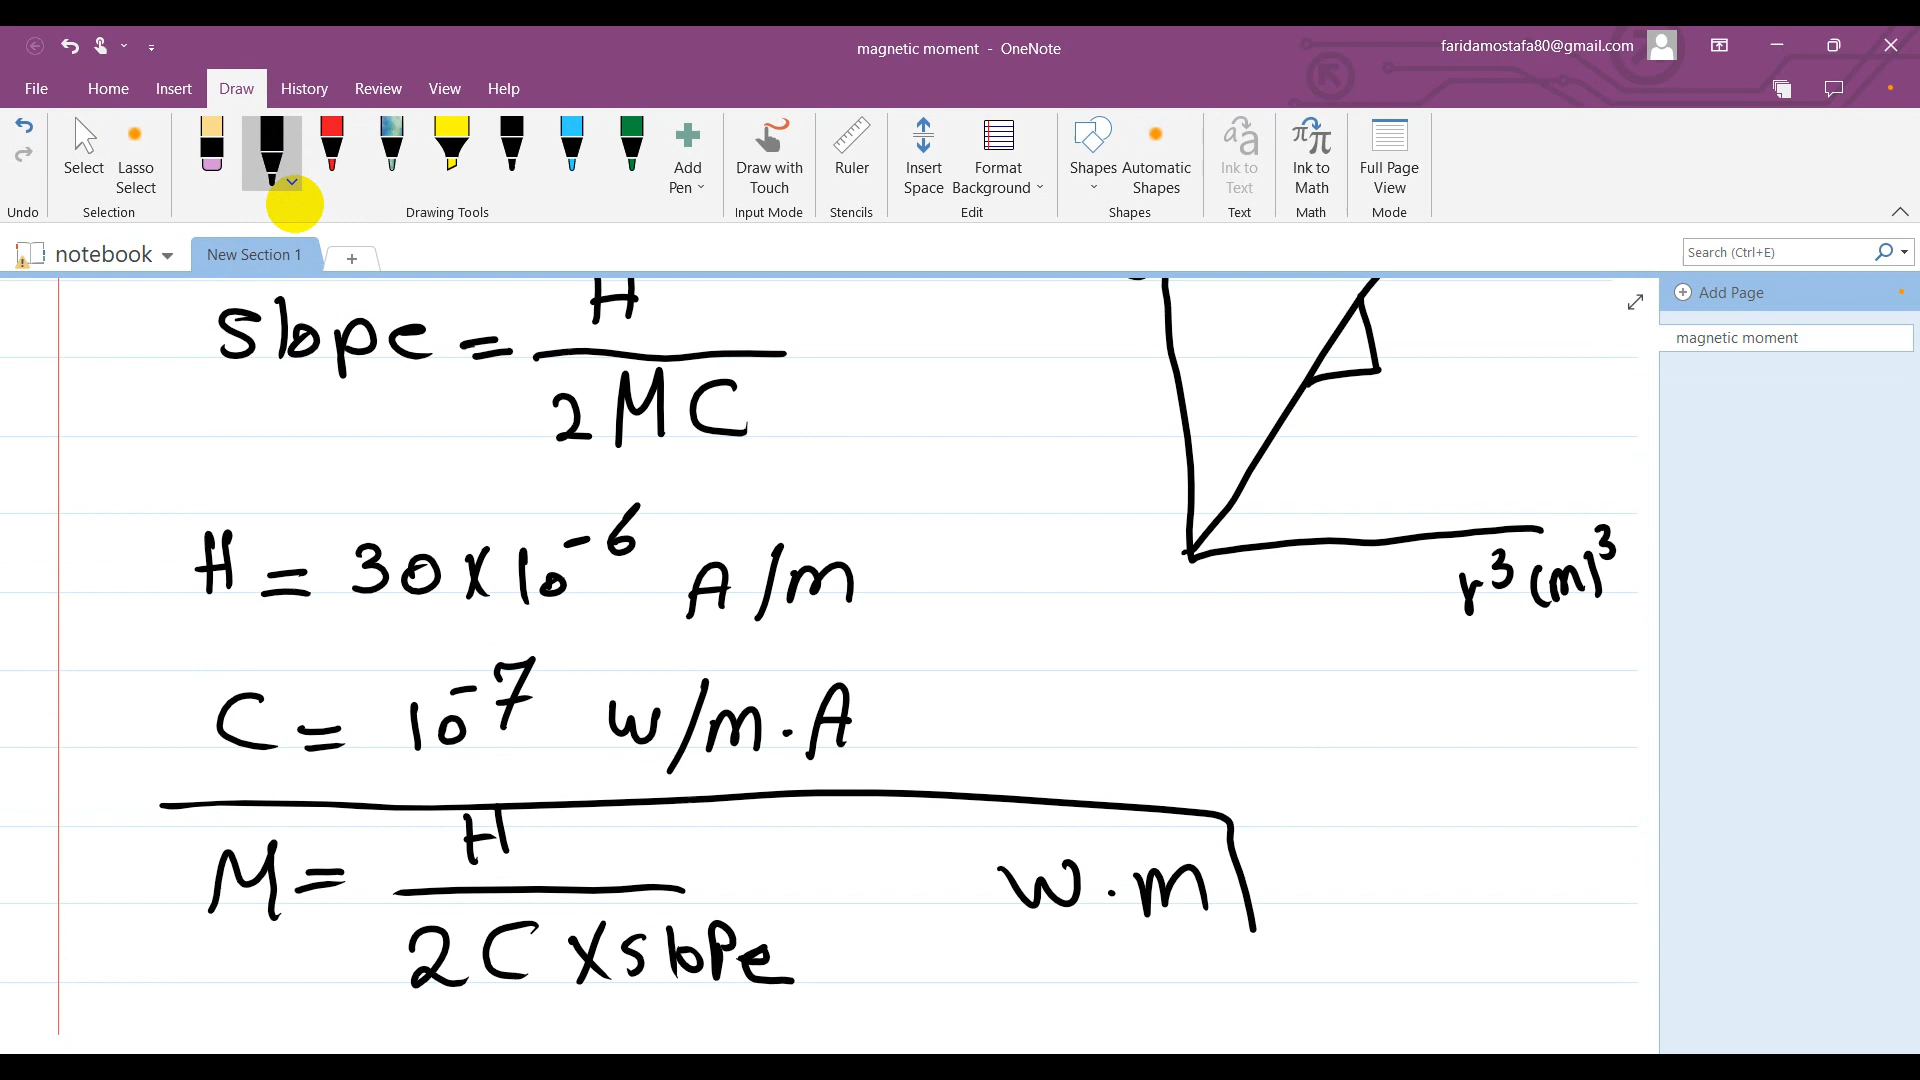 magnetic moment - OneNote
faridamostafa80@gmail.com
File Home Insert Draw History Review View Help
Select
Lasso Select
Add Pen
Draw with Touch
Ruler
Insert Space
Format Background
Shapes
Automatic Shapes
Ink to Text
Ink to Math
Full Page View
Undo Selection Drawing Tools Input Mode Stencils Edit Shapes Text Math Mode
notebook New Section 1 +
Search (Ctrl+E)
Add Page
magnetic moment
slope = H
2 M C
H = 30 x 10⁻⁶ A/m
r³ (m)³
C = 10⁻⁷ w/m.A
M = H
2 C x slope
w.m